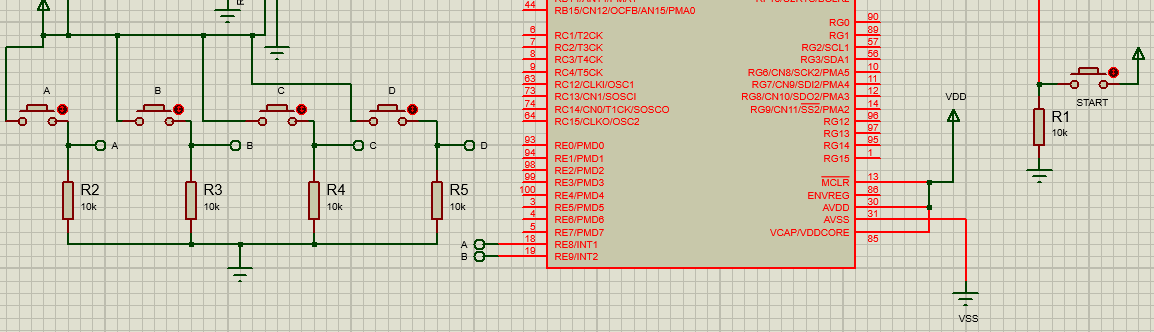 44
RB15/CN12/OCFB/AN15/PMA0
6
RC1/T2CK
7
RC2/T3CK
8
RC3/T4CK
9
RC4/T5CK
63
RC12/CLKI/OSC1
73
RC13/CN1/SOSCI
74
RC14/CN0/T1CK/SOSCO
64
RC15/CLKO/OSC2
93
RE0/PMD0
94
RE1/PMD1
98
RE2/PMD2
99
RE3/PMD3
100
RE4/PMD4
3
RE5/PMD5
4
RE6/PMD6
5
RE7/PMD7
18
RE8/INT1
19
RE9/INT2
RG0
90
RG1
89
RG2/SCL1
57
RG3/SDA1
56
RG6/CN8/SCK2/PMA5
10
RG7/CN9/SDI2/PMA4
11
RG8/CN10/SDO2/PMA3
12
RG9/CN11/SS2/PMA2
14
RG12
96
RG13
97
RG14
95
RG15
1
MCLR
13
ENVREG
86
AVDD
30
AVSS
31
VCAP/VDDCORE
85
A
B
C
D
A
B
C
D
R2
10k
R3
10k
R4
10k
R5
10k
A
B
VDD
VSS
START
R1
10k